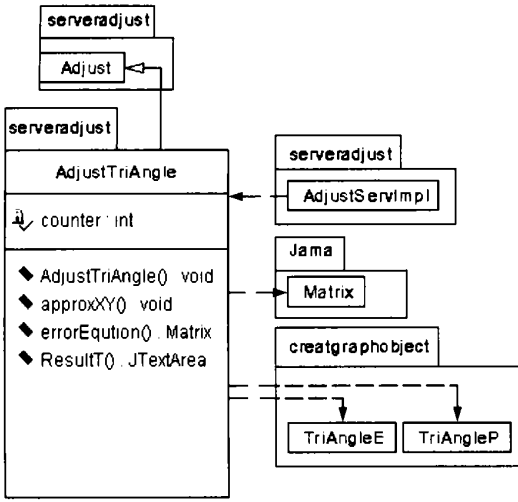 serveradjust
Adjust
serveradjust
AdjustTriAngle
counter : int
AdjustTriAngle() void
approxXY() void
errorEqution() . Matrix
ResultT() . JTextArea
serveradjust
AdjustServImpl
Jama
Matrix
creatgraphobject
TriAngleE
TriAngleP